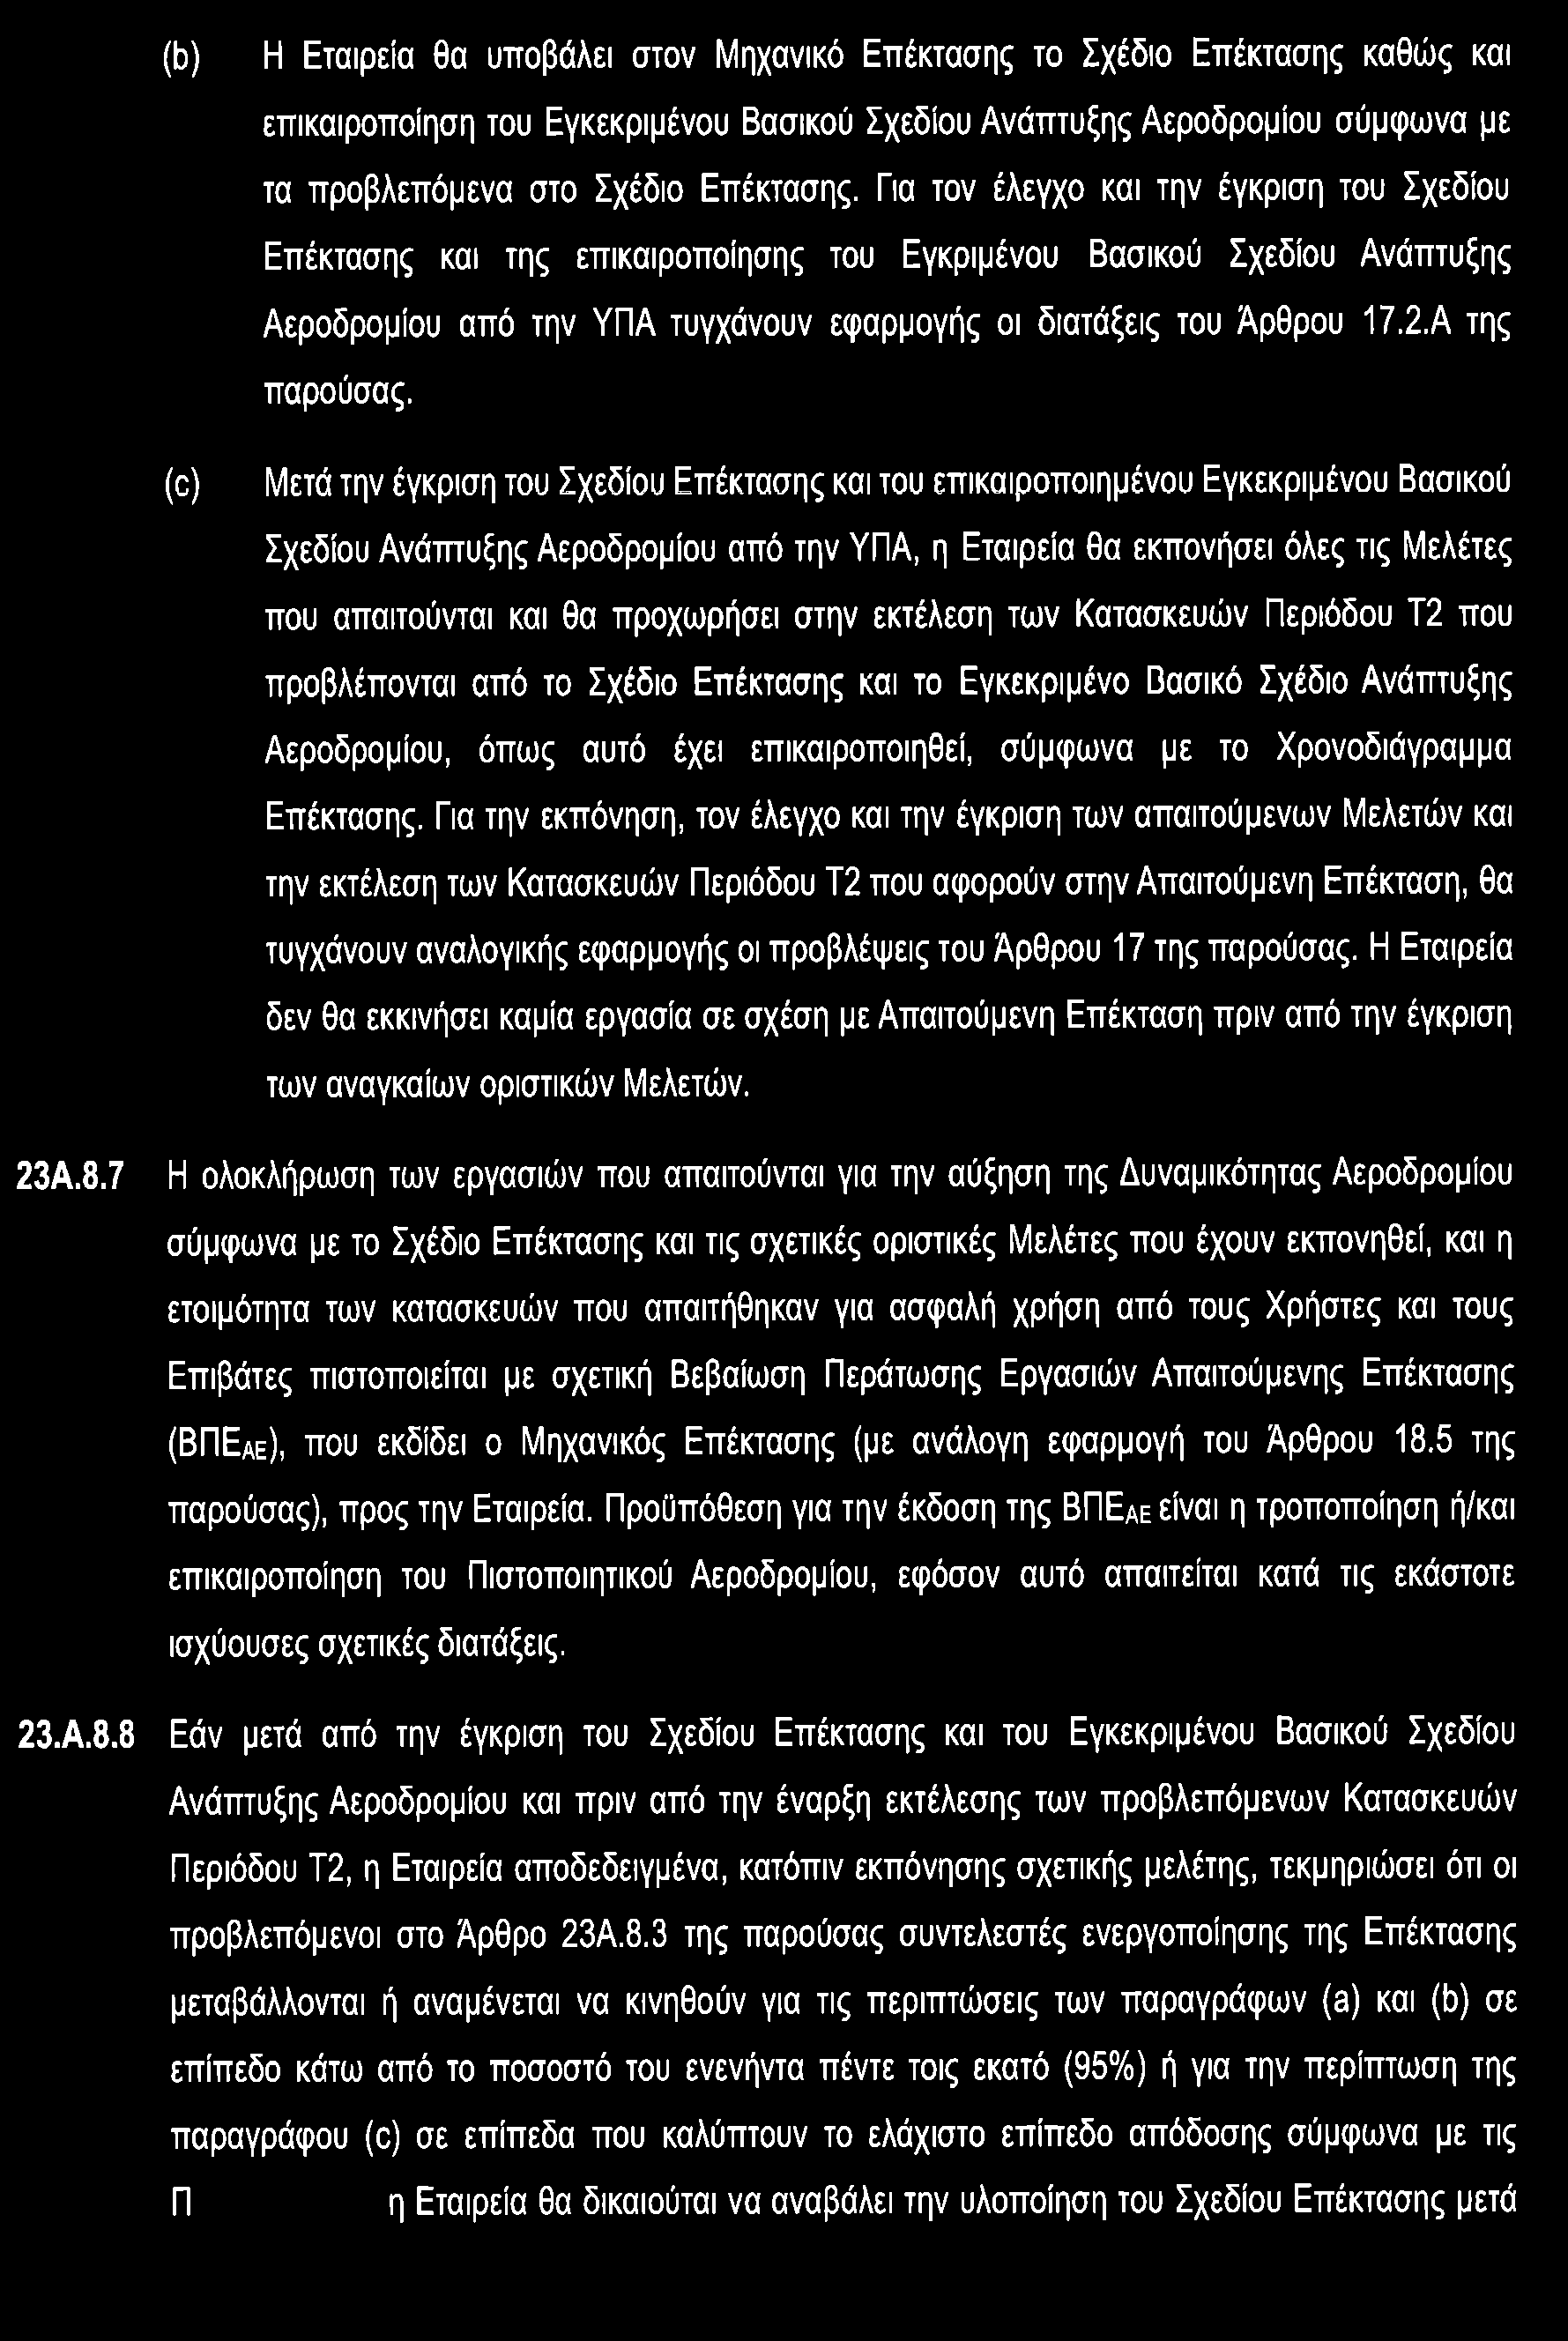 (b) Η Εταιρεία θα υποβάλει στον Μηχανικό Επέκτασης το Σχέδιο Επέκτασης καθώς και
επικαιροποίηση του Εγκεκριμένου Βασικού Σχεδίου Ανάπτυξης Αεροδρομίου σύμφωνα με
τα προβλεπόμενα στο Σχέδιο Επέκτασης. Για τον έλεγχο και την έγκριση του Σχεδίου
Επέκτασης και της επικαιροποίησης του Εγκριμένου Βασικού Σχεδίου Ανάπτυξης
Αεροδρομίου από την ΥΠΑ τυγχάνουν εφαρμογής οι διατάξεις του Άρθρου 17.2.Α της
παρούσας.
(c) Μετά την έγκριση του Σχεδίου Επέκτασης και του επικαιροποιημένου Εγκεκριμένου Βασικού
Σχεδίου Ανάπτυξης Αεροδρομίου από την ΥΠΑ, η Εταιρεία θα εκπονήσει όλες τις Μελέτες
που απαιτούνται και θα προχωρήσει στην εκτέλεση των Κατασκευών Περιόδου Τ2 που
προβλέπονται από το Σχέδιο Επέκτασης και το Εγκεκριμένο Βασικό Σχέδιο Ανάπτυξης
Αεροδρομίου, όπως αυτό έχει επικαιροποιηθεί, σύμφωνα με το Χρονοδιάγραμμα
Επέκτασης. Για την εκπόνηση, τον έλεγχο και την έγκριση των απαιτούμενων Μελετών και
την εκτέλεση των Κατασκευών Περιόδου Τ2 που αφορούν στην Απαιτούμενη Επέκταση, θα
τυγχάνουν αναλογικής εφαρμογής οι προβλέψεις του Άρθρου 17 της παρούσας. Η Εταιρεία
δεν θα εκκινήσει καμία εργασία σε σχέση με Απαιτούμενη Επέκταση πριν από την έγκριση
των αναγκαίων οριστικών Μελετών.
23Α.8.7 Η ολοκλήρωση των εργασιών που απαιτούνται για την αύξηση της Δυναμικότητας Αεροδρομίου
σύμφωνα με το Σχέδιο Επέκτασης και τις σχετικές οριστικές Μελέτες που έχουν εκπονηθεί, και η
ετοιμότητα των κατασκευών που απαιτήθηκαν για ασφαλή χρήση από τους Χρήστες και τους
Επιβάτες πιστοποιείται με σχετική Βεβαίωση Περάτωσης Εργασιών Απαιτούμενης Επέκτασης
(ΒΠΕΑΕ), που εκδίδει ο Μηχανικός Επέκτασης (με ανάλογη εφαρμογή του Άρθρου 18.5 της
παρούσας), προς την Εταιρεία. Προϋπόθεση για την έκδοση της ΒΠΕΑΕ είναι η τροποποίηση ή/και
επικαιροποίηση του Πιστοποιητικού Αεροδρομίου, εφόσον αυτό απαιτείται κατά τις εκάστοτε
ισχύουσες σχετικές διατάξεις.
23.Α.8.8 Εάν μετά από την έγκριση του Σχεδίου Επέκτασης και του Εγκεκριμένου Βασικού Σχεδίου
Ανάπτυξης Αεροδρομίου και πριν από την έναρξη εκτέλεσης των προβλεπόμενων Κατασκευών
Περιόδου Τ2, η Εταιρεία αποδεδειγμένα, κατόπιν εκπόνησης σχετικής μελέτης, τεκμηριώσει ότι οι
προβλεπόμενοι στο Άρθρο 23Α.8.3 της παρούσας συντελεστές ενεργοποίησης της Επέκτασης
μεταβάλλονται ή αναμένεται να κινηθούν για τις περιπτώσεις των παραγράφων (a) και (b) σε
επίπεδο κάτω από το ποσοστό του ενενήντα πέντε τοις εκατό (95%) ή για την περίπτωση της
παραγράφου (c) σε επίπεδα που καλύπτουν το ελάχιστο επίπεδο απόδοσης σύμφωνα με τις
Π η Εταιρεία θα δικαιούται να αναβάλει την υλοποίηση του Σχεδίου Επέκτασης μετά